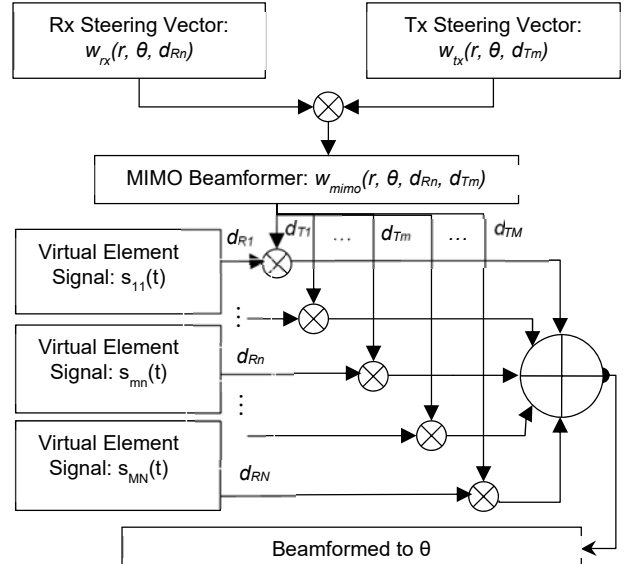 Rx Steering Vector:
w_rx(r, θ, d_Rn)
Tx Steering Vector:
w_tx(r, θ, d_Tm)
MIMO Beamformer: w_mimo(r, θ, d_Rn, d_Tm)
d_R1 d_T1 ... d_Tm ... d_TM
Virtual Element
Signal: s_11(t)
⋮ ...
d_Rn
Virtual Element
Signal: s_mn(t)
⋮ ...
Virtual Element
Signal: s_MN(t)
d_RN
Beamformed to θ